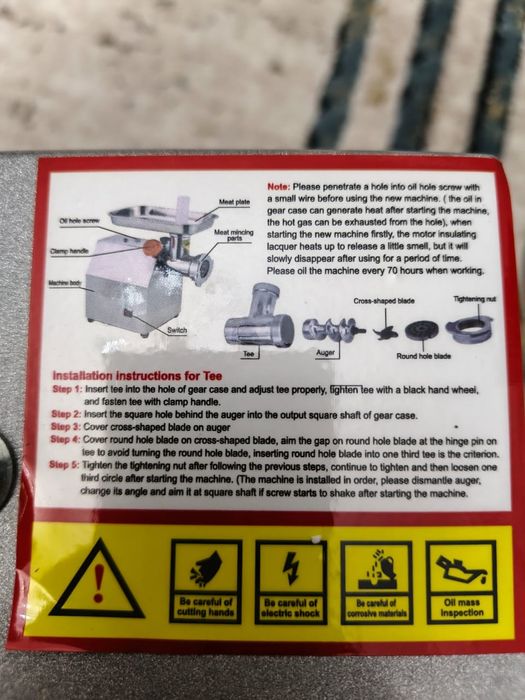 Note: Please penetrate a hole into oil hole screw with
a small wire before using the new machine. ( the oil in
gear case can generate heat after starting the machine,
the hot gas can be exhausted from the hole), when
starting the new machine firstly, the motor insulating
lacquer heats up to release a little smell, but it will
slowly disappear after using for a period of time.
Please oil the machine every 70 hours when working.
Meat plate
Oil hole screw
Meat mincing
parts
Clamp handle
Machine body
Switch
Cross-shaped blade
Tightening nut
Tee
Auger
Round hole blade
Installation instructions for Tee
Step 1: Insert tee into the hole of gear case and adjust tee properly, tighten tee with a black hand wheel,
and fasten tee with clamp handle.
Step 2: Insert the square hole behind the auger into the output square shaft of gear case.
Step 3: Cover cross-shaped blade on auger
Step 4: Cover round hole blade on cross-shaped blade, aim the gap on round hole blade at the hinge pin on
tee to avoid turning the round hole blade, inserting round hole blade into one third tee is the criterion.
Step 5: Tighten the tightening nut after following the previous steps, continue to tighten and then loosen one
third circle after starting the machine. (The machine is installed in order, please dismantle auger,
change its angle and aim it at square shaft if screw starts to shake after starting the machine.
Be careful of
cutting hands
Be careful of
electric shock
Be careful of
corrosive materials
Oil mass
inspection